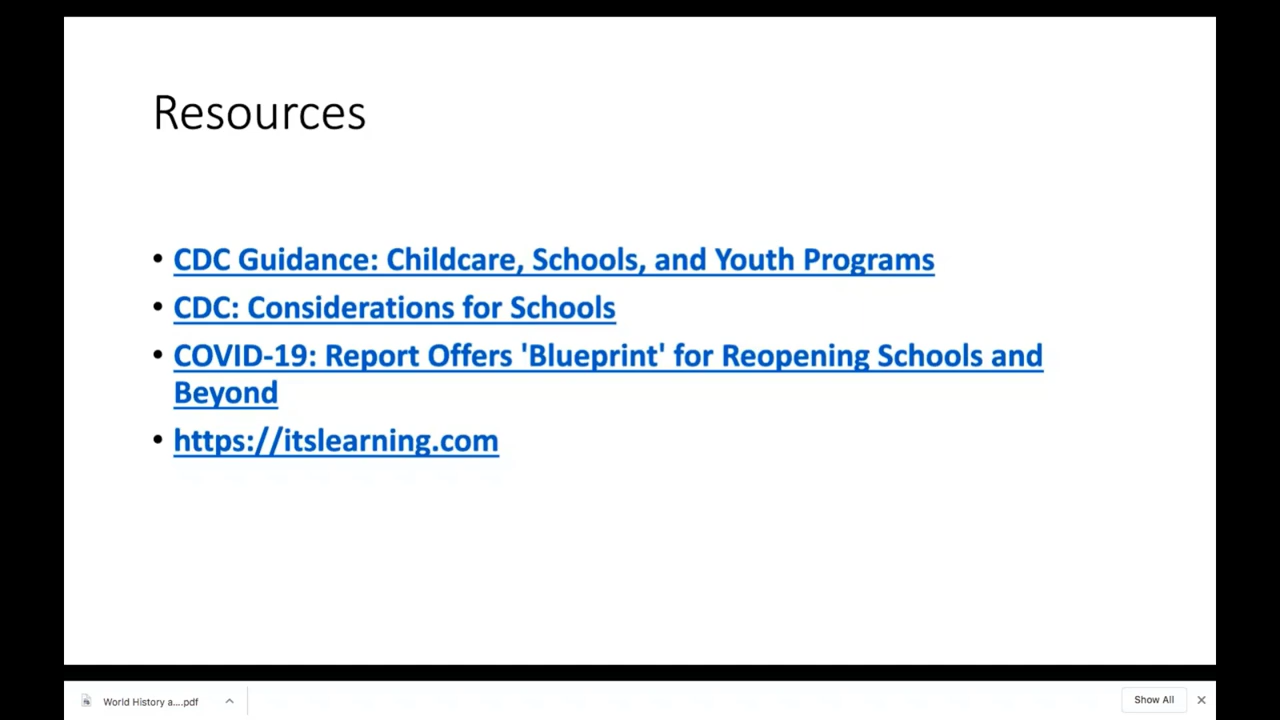 Resources
• CDC Guidance: Childcare, Schools, and Youth Programs
• CDC: Considerations for Schools
• COVID-19: Report Offers 'Blueprint' for Reopening Schools and
Beyond
• https://itslearning.com
World History a....pdf
Show All